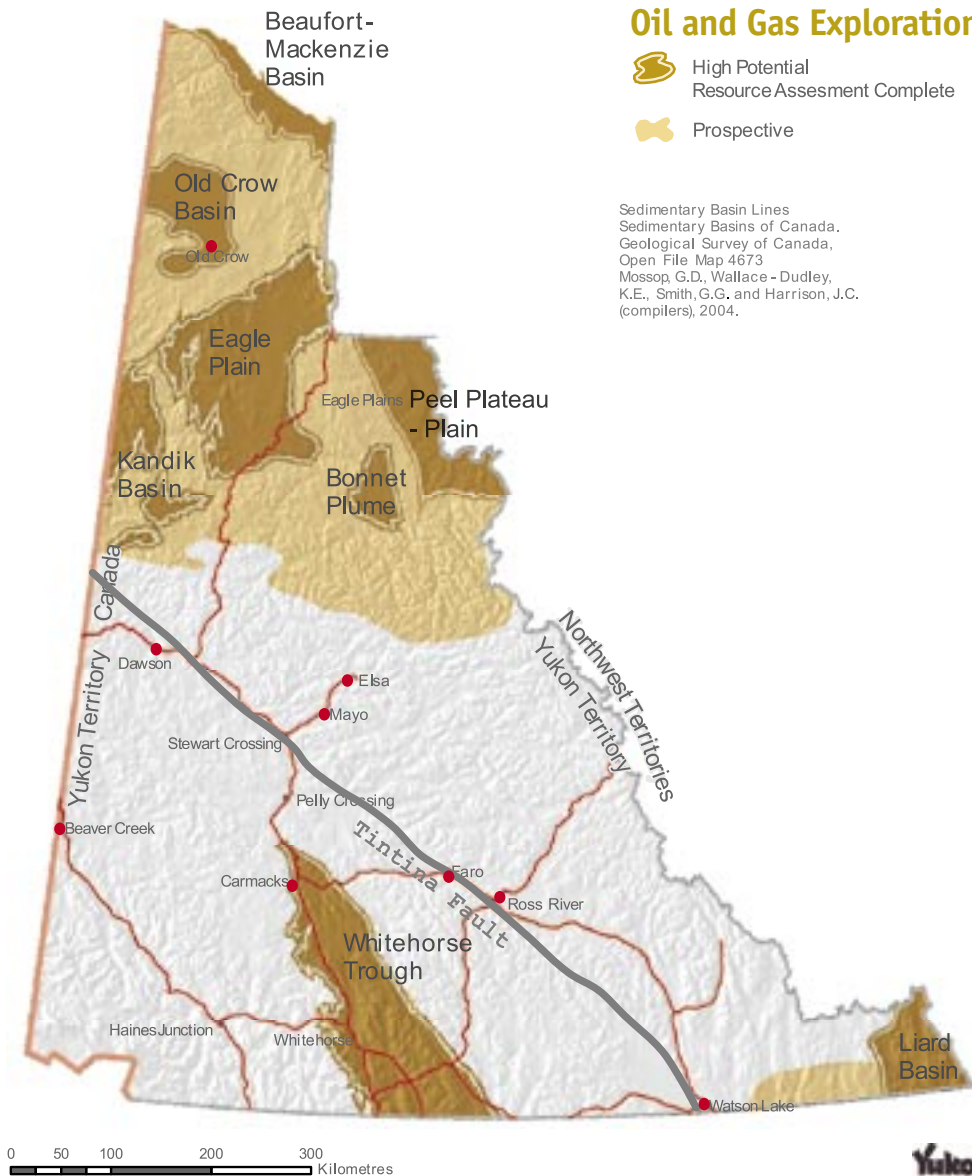 Beaufort-
Mackenzie
Basin
Oil and Gas Exploration
High Potential
Resource Assesment Complete
Prospective
Sedimentary Basin Lines
Sedimentary Basins of Canada.
Geological Survey of Canada,
Open File Map 4673
Mossop, G.D., Wallace - Dudley,
K.E., Smith, G.G. and Harrison, J.C.
(compilers), 2004.
Old Crow
Basin
Old Crow
Eagle
Plain
Eagle Plains
Peel Plateau
- Plain
Kandik
Basin
Bonnet
Plume
Canada
Yukon Territory
Northwest Territories
Yukon Territory
Dawson
Elsa
Mayo
Stewart Crossing
Pelly Crossing
Beaver Creek
Tintina Fault
Faro
Carmacks
Ross River
Whitehorse
Trough
Haines Junction
Whitehorse
Liard
Basin
Watson Lake
0 50 100 200 300
Kilometres